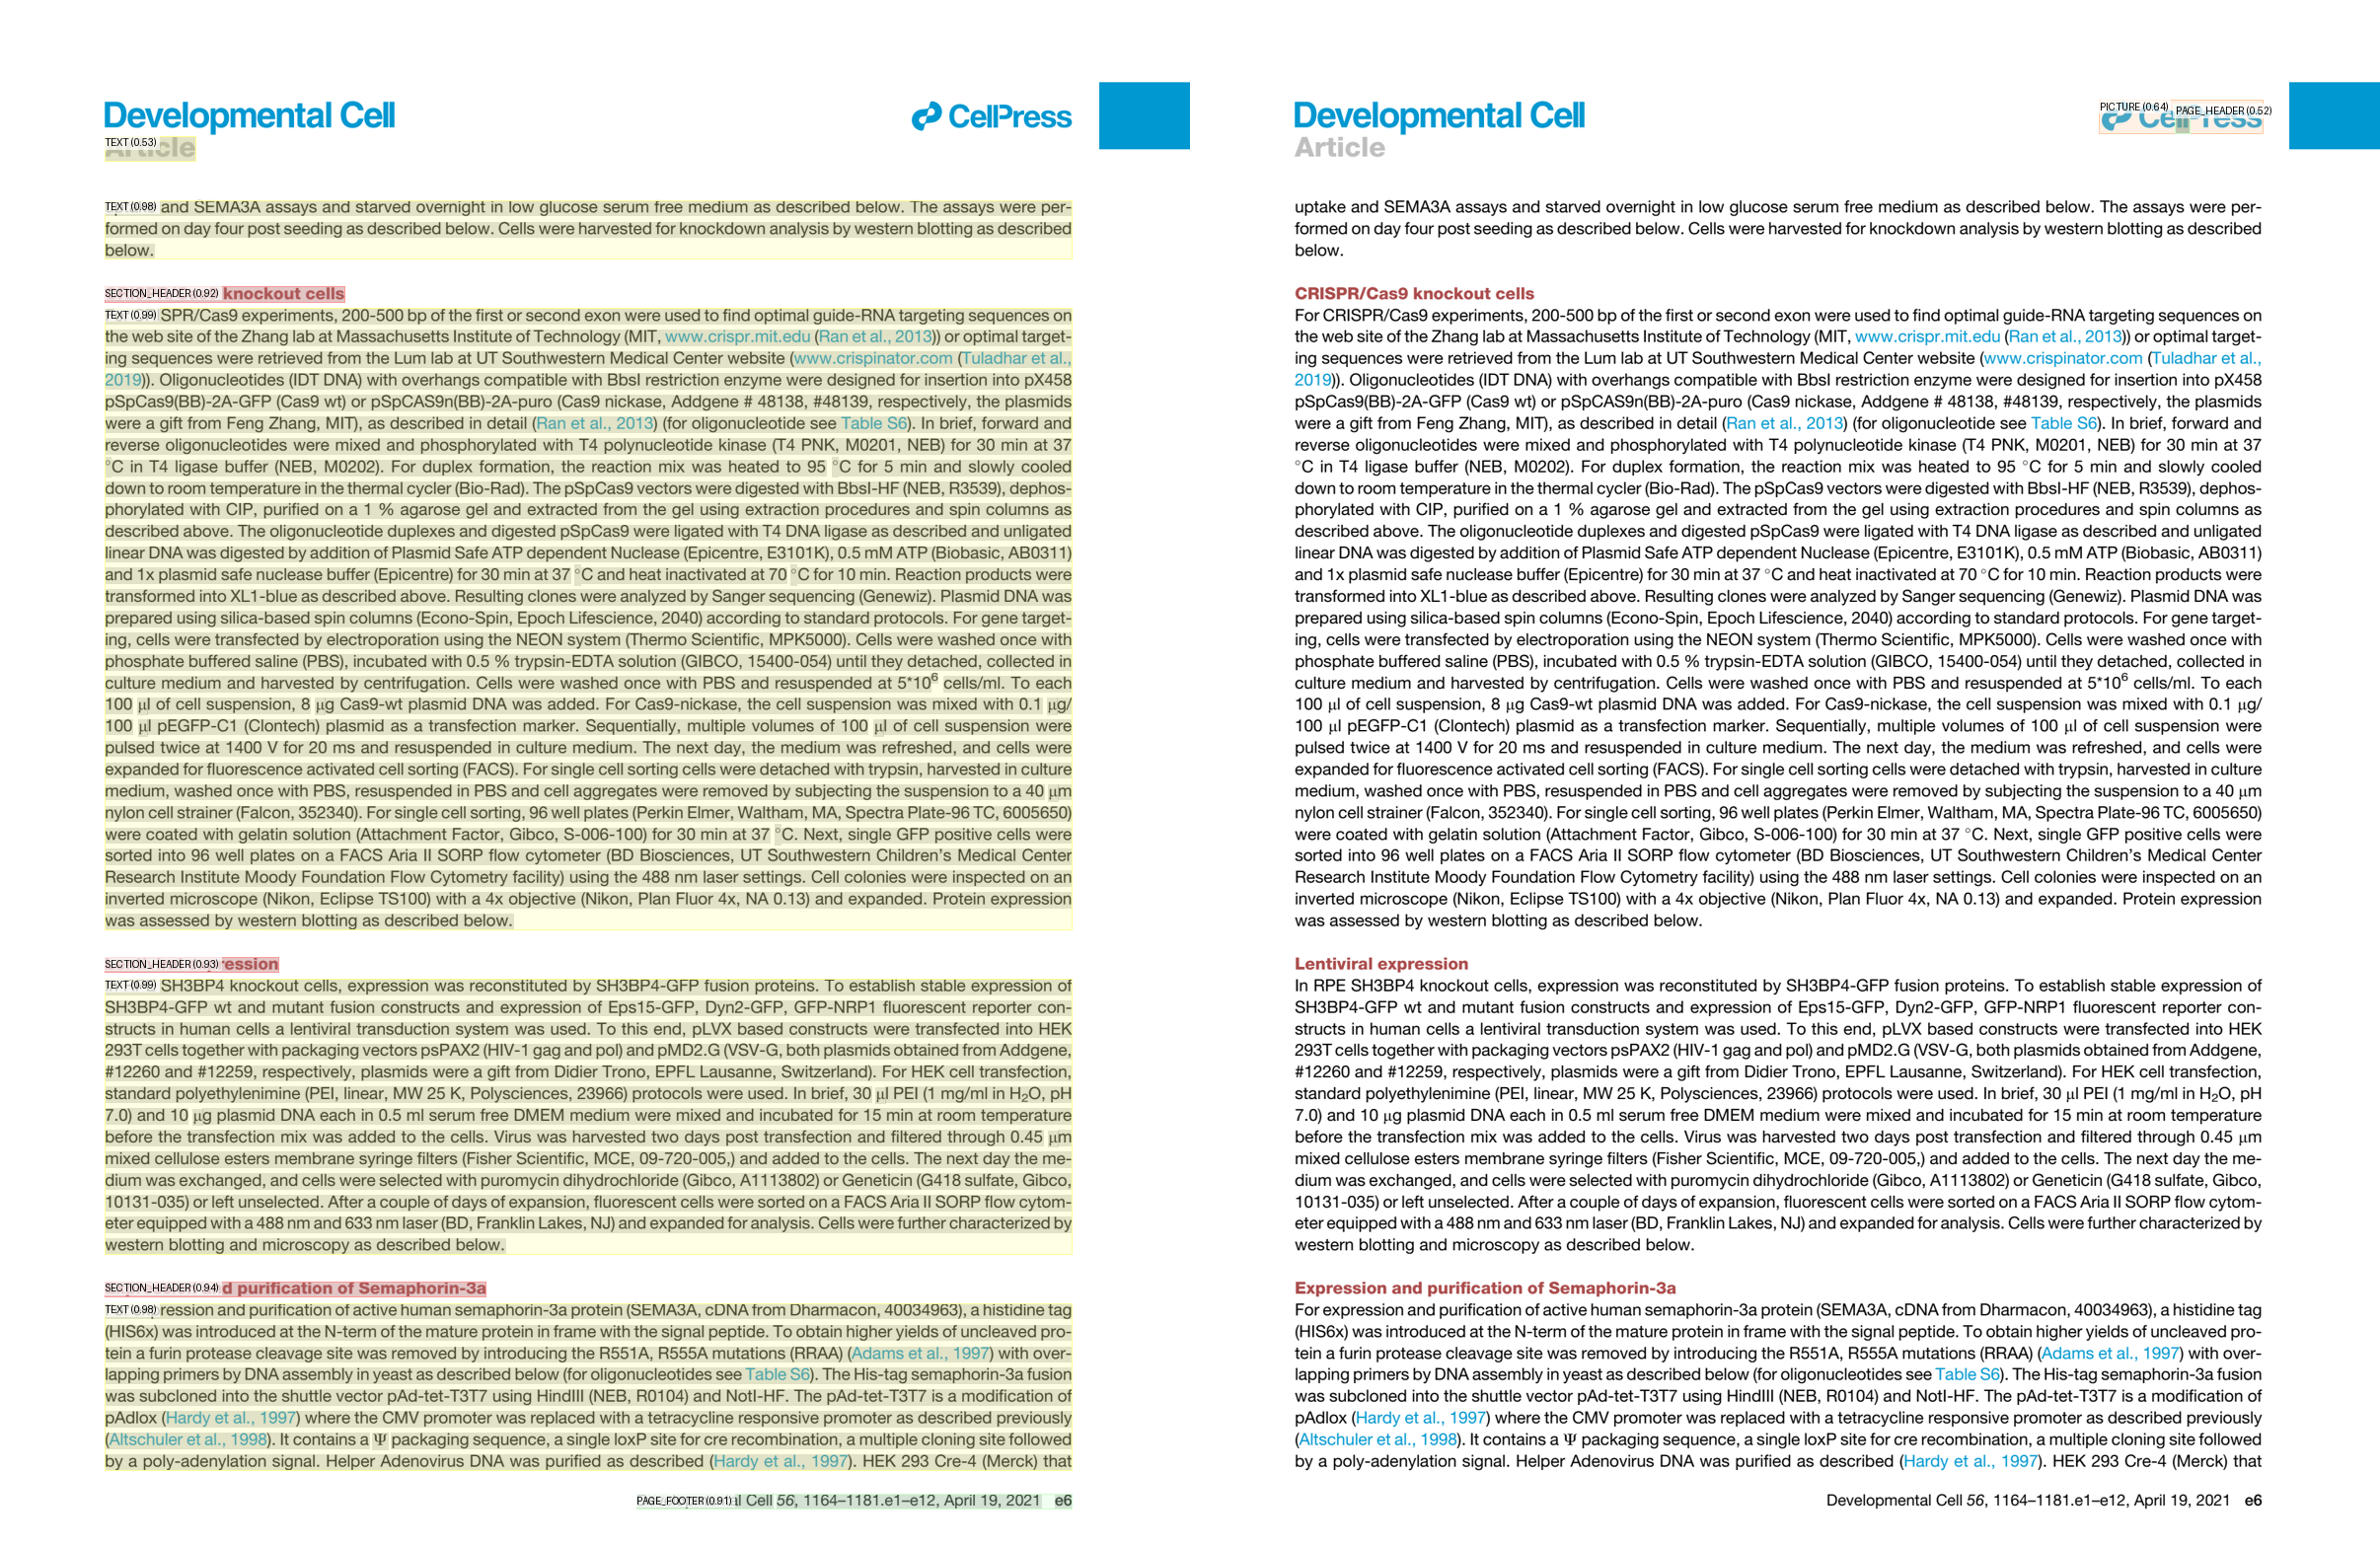 Developmental Cell
CellPress
TEXT (0.53)
Article
TEXT (0.98) and SEMA3A assays and starved overnight in low glucose serum free medium as described below. The assays were per-
formed on day four post seeding as described below. Cells were harvested for knockdown analysis by western blotting as described
below.
SECTION_HEADER (0.92) knockout cells
TEXT (0.99) SPR/Cas9 experiments, 200-500 bp of the first or second exon were used to find optimal guide-RNA targeting sequences on
the web site of the Zhang lab at Massachusetts Institute of Technology (MIT, www.crispr.mit.edu (Ran et al., 2013)) or optimal target-
ing sequences were retrieved from the Lum lab at UT Southwestern Medical Center website (www.crispinator.com (Tuladhar et al.,
2019)). Oligonucleotides (IDT DNA) with overhangs compatible with BbsI restriction enzyme were designed for insertion into pX458
pSpCas9(BB)-2A-GFP (Cas9 wt) or pSpCAS9n(BB)-2A-puro (Cas9 nickase, Addgene # 48138, #48139, respectively, the plasmids
were a gift from Feng Zhang, MIT), as described in detail (Ran et al., 2013) (for oligonucleotide see Table S6). In brief, forward and
reverse oligonucleotides were mixed and phosphorylated with T4 polynucleotide kinase (T4 PNK, M0201, NEB) for 30 min at 37
°C in T4 ligase buffer (NEB, M0202). For duplex formation, the reaction mix was heated to 95 °C for 5 min and slowly cooled
down to room temperature in the thermal cycler (Bio-Rad). The pSpCas9 vectors were digested with BbsI-HF (NEB, R3539), dephos-
phorylated with CIP, purified on a 1 % agarose gel and extracted from the gel using extraction procedures and spin columns as
described above. The oligonucleotide duplexes and digested pSpCas9 were ligated with T4 DNA ligase as described and unligated
linear DNA was digested by addition of Plasmid Safe ATP dependent Nuclease (Epicentre, E3101K), 0.5 mM ATP (Biobasic, AB0311)
and 1x plasmid safe nuclease buffer (Epicentre) for 30 min at 37 °C and heat inactivated at 70 °C for 10 min. Reaction products were
transformed into XL1-blue as described above. Resulting clones were analyzed by Sanger sequencing (Genewiz). Plasmid DNA was
prepared using silica-based spin columns (Econo-Spin, Epoch Lifescience, 2040) according to standard protocols. For gene target-
ing, cells were transfected by electroporation using the NEON system (Thermo Scientific, MPK5000). Cells were washed once with
phosphate buffered saline (PBS), incubated with 0.5 % trypsin-EDTA solution (GIBCO, 15400-054) until they detached, collected in
culture medium and harvested by centrifugation. Cells were washed once with PBS and resuspended at 5*10⁶ cells/ml. To each
100 μl of cell suspension, 8 μg Cas9-wt plasmid DNA was added. For Cas9-nickase, the cell suspension was mixed with 0.1 μg/
100 μl pEGFP-C1 (Clontech) plasmid as a transfection marker. Sequentially, multiple volumes of 100 μl of cell suspension were
pulsed twice at 1400 V for 20 ms and resuspended in culture medium. The next day, the medium was refreshed, and cells were
expanded for fluorescence activated cell sorting (FACS). For single cell sorting cells were detached with trypsin, harvested in culture
medium, washed once with PBS, resuspended in PBS and cell aggregates were removed by subjecting the suspension to a 40 μm
nylon cell strainer (Falcon, 352340). For single cell sorting, 96 well plates (Perkin Elmer, Waltham, MA, Spectra Plate-96 TC, 6005650)
were coated with gelatin solution (Attachment Factor, Gibco, S-006-100) for 30 min at 37 °C. Next, single GFP positive cells were
sorted into 96 well plates on a FACS Aria II SORP flow cytometer (BD Biosciences, UT Southwestern Children's Medical Center
Research Institute Moody Foundation Flow Cytometry facility) using the 488 nm laser settings. Cell colonies were inspected on an
inverted microscope (Nikon, Eclipse TS100) with a 4x objective (Nikon, Plan Fluor 4x, NA 0.13) and expanded. Protein expression
was assessed by western blotting as described below.
SECTION_HEADER (0.93) ression
TEXT (0.99) SH3BP4 knockout cells, expression was reconstituted by SH3BP4-GFP fusion proteins. To establish stable expression of
SH3BP4-GFP wt and mutant fusion constructs and expression of Eps15-GFP, Dyn2-GFP, GFP-NRP1 fluorescent reporter con-
structs in human cells a lentiviral transduction system was used. To this end, pLVX based constructs were transfected into HEK
293T cells together with packaging vectors psPAX2 (HIV-1 gag and pol) and pMD2.G (VSV-G, both plasmids obtained from Addgene,
#12260 and #12259, respectively, plasmids were a gift from Didier Trono, EPFL Lausanne, Switzerland). For HEK cell transfection,
standard polyethylenimine (PEI, linear, MW 25 K, Polysciences, 23966) protocols were used. In brief, 30 μl PEI (1 mg/ml in H₂O, pH
7.0) and 10 μg plasmid DNA each in 0.5 ml serum free DMEM medium were mixed and incubated for 15 min at room temperature
before the transfection mix was added to the cells. Virus was harvested two days post transfection and filtered through 0.45 μm
mixed cellulose esters membrane syringe filters (Fisher Scientific, MCE, 09-720-005,) and added to the cells. The next day the me-
dium was exchanged, and cells were selected with puromycin dihydrochloride (Gibco, A1113802) or Geneticin (G418 sulfate, Gibco,
10131-035) or left unselected. After a couple of days of expansion, fluorescent cells were sorted on a FACS Aria II SORP flow cytom-
eter equipped with a 488 nm and 633 nm laser (BD, Franklin Lakes, NJ) and expanded for analysis. Cells were further characterized by
western blotting and microscopy as described below.
SECTION_HEADER (0.94) d purification of Semaphorin-3a
TEXT (0.98) ression and purification of active human semaphorin-3a protein (SEMA3A, cDNA from Dharmacon, 40034963), a histidine tag
(HIS6x) was introduced at the N-term of the mature protein in frame with the signal peptide. To obtain higher yields of uncleaved pro-
tein a furin protease cleavage site was removed by introducing the R551A, R555A mutations (RRAA) (Adams et al., 1997) with over-
lapping primers by DNA assembly in yeast as described below (for oligonucleotides see Table S6). The His-tag semaphorin-3a fusion
was subcloned into the shuttle vector pAd-tet-T3T7 using HindIII (NEB, R0104) and NotI-HF. The pAd-tet-T3T7 is a modification of
pAdlox (Hardy et al., 1997) where the CMV promoter was replaced with a tetracycline responsive promoter as described previously
(Altschuler et al., 1998). It contains a Ψ packaging sequence, a single loxP site for cre recombination, a multiple cloning site followed
by a poly-adenylation signal. Helper Adenovirus DNA was purified as described (Hardy et al., 1997). HEK 293 Cre-4 (Merck) that
PAGE_FOOTER (0.91) l Cell 56, 1164–1181.e1–e12, April 19, 2021 e6
Developmental Cell
PICTURE (0.64) PAGE_HEADER (0.52)
CellPress
Article
uptake and SEMA3A assays and starved overnight in low glucose serum free medium as described below. The assays were per-
formed on day four post seeding as described below. Cells were harvested for knockdown analysis by western blotting as described
below.
CRISPR/Cas9 knockout cells
For CRISPR/Cas9 experiments, 200-500 bp of the first or second exon were used to find optimal guide-RNA targeting sequences on
the web site of the Zhang lab at Massachusetts Institute of Technology (MIT, www.crispr.mit.edu (Ran et al., 2013)) or optimal target-
ing sequences were retrieved from the Lum lab at UT Southwestern Medical Center website (www.crispinator.com (Tuladhar et al.,
2019)). Oligonucleotides (IDT DNA) with overhangs compatible with BbsI restriction enzyme were designed for insertion into pX458
pSpCas9(BB)-2A-GFP (Cas9 wt) or pSpCAS9n(BB)-2A-puro (Cas9 nickase, Addgene # 48138, #48139, respectively, the plasmids
were a gift from Feng Zhang, MIT), as described in detail (Ran et al., 2013) (for oligonucleotide see Table S6). In brief, forward and
reverse oligonucleotides were mixed and phosphorylated with T4 polynucleotide kinase (T4 PNK, M0201, NEB) for 30 min at 37
°C in T4 ligase buffer (NEB, M0202). For duplex formation, the reaction mix was heated to 95 °C for 5 min and slowly cooled
down to room temperature in the thermal cycler (Bio-Rad). The pSpCas9 vectors were digested with BbsI-HF (NEB, R3539), dephos-
phorylated with CIP, purified on a 1 % agarose gel and extracted from the gel using extraction procedures and spin columns as
described above. The oligonucleotide duplexes and digested pSpCas9 were ligated with T4 DNA ligase as described and unligated
linear DNA was digested by addition of Plasmid Safe ATP dependent Nuclease (Epicentre, E3101K), 0.5 mM ATP (Biobasic, AB0311)
and 1x plasmid safe nuclease buffer (Epicentre) for 30 min at 37 °C and heat inactivated at 70 °C for 10 min. Reaction products were
transformed into XL1-blue as described above. Resulting clones were analyzed by Sanger sequencing (Genewiz). Plasmid DNA was
prepared using silica-based spin columns (Econo-Spin, Epoch Lifescience, 2040) according to standard protocols. For gene target-
ing, cells were transfected by electroporation using the NEON system (Thermo Scientific, MPK5000). Cells were washed once with
phosphate buffered saline (PBS), incubated with 0.5 % trypsin-EDTA solution (GIBCO, 15400-054) until they detached, collected in
culture medium and harvested by centrifugation. Cells were washed once with PBS and resuspended at 5*10⁶ cells/ml. To each
100 μl of cell suspension, 8 μg Cas9-wt plasmid DNA was added. For Cas9-nickase, the cell suspension was mixed with 0.1 μg/
100 μl pEGFP-C1 (Clontech) plasmid as a transfection marker. Sequentially, multiple volumes of 100 μl of cell suspension were
pulsed twice at 1400 V for 20 ms and resuspended in culture medium. The next day, the medium was refreshed, and cells were
expanded for fluorescence activated cell sorting (FACS). For single cell sorting cells were detached with trypsin, harvested in culture
medium, washed once with PBS, resuspended in PBS and cell aggregates were removed by subjecting the suspension to a 40 μm
nylon cell strainer (Falcon, 352340). For single cell sorting, 96 well plates (Perkin Elmer, Waltham, MA, Spectra Plate-96 TC, 6005650)
were coated with gelatin solution (Attachment Factor, Gibco, S-006-100) for 30 min at 37 °C. Next, single GFP positive cells were
sorted into 96 well plates on a FACS Aria II SORP flow cytometer (BD Biosciences, UT Southwestern Children's Medical Center
Research Institute Moody Foundation Flow Cytometry facility) using the 488 nm laser settings. Cell colonies were inspected on an
inverted microscope (Nikon, Eclipse TS100) with a 4x objective (Nikon, Plan Fluor 4x, NA 0.13) and expanded. Protein expression
was assessed by western blotting as described below.
Lentiviral expression
In RPE SH3BP4 knockout cells, expression was reconstituted by SH3BP4-GFP fusion proteins. To establish stable expression of
SH3BP4-GFP wt and mutant fusion constructs and expression of Eps15-GFP, Dyn2-GFP, GFP-NRP1 fluorescent reporter con-
structs in human cells a lentiviral transduction system was used. To this end, pLVX based constructs were transfected into HEK
293T cells together with packaging vectors psPAX2 (HIV-1 gag and pol) and pMD2.G (VSV-G, both plasmids obtained from Addgene,
#12260 and #12259, respectively, plasmids were a gift from Didier Trono, EPFL Lausanne, Switzerland). For HEK cell transfection,
standard polyethylenimine (PEI, linear, MW 25 K, Polysciences, 23966) protocols were used. In brief, 30 μl PEI (1 mg/ml in H₂O, pH
7.0) and 10 μg plasmid DNA each in 0.5 ml serum free DMEM medium were mixed and incubated for 15 min at room temperature
before the transfection mix was added to the cells. Virus was harvested two days post transfection and filtered through 0.45 μm
mixed cellulose esters membrane syringe filters (Fisher Scientific, MCE, 09-720-005,) and added to the cells. The next day the me-
dium was exchanged, and cells were selected with puromycin dihydrochloride (Gibco, A1113802) or Geneticin (G418 sulfate, Gibco,
10131-035) or left unselected. After a couple of days of expansion, fluorescent cells were sorted on a FACS Aria II SORP flow cytom-
eter equipped with a 488 nm and 633 nm laser (BD, Franklin Lakes, NJ) and expanded for analysis. Cells were further characterized by
western blotting and microscopy as described below.
Expression and purification of Semaphorin-3a
For expression and purification of active human semaphorin-3a protein (SEMA3A, cDNA from Dharmacon, 40034963), a histidine tag
(HIS6x) was introduced at the N-term of the mature protein in frame with the signal peptide. To obtain higher yields of uncleaved pro-
tein a furin protease cleavage site was removed by introducing the R551A, R555A mutations (RRAA) (Adams et al., 1997) with over-
lapping primers by DNA assembly in yeast as described below (for oligonucleotides see Table S6). The His-tag semaphorin-3a fusion
was subcloned into the shuttle vector pAd-tet-T3T7 using HindIII (NEB, R0104) and NotI-HF. The pAd-tet-T3T7 is a modification of
pAdlox (Hardy et al., 1997) where the CMV promoter was replaced with a tetracycline responsive promoter as described previously
(Altschuler et al., 1998). It contains a Ψ packaging sequence, a single loxP site for cre recombination, a multiple cloning site followed
by a poly-adenylation signal. Helper Adenovirus DNA was purified as described (Hardy et al., 1997). HEK 293 Cre-4 (Merck) that
Developmental Cell 56, 1164–1181.e1–e12, April 19, 2021 e6